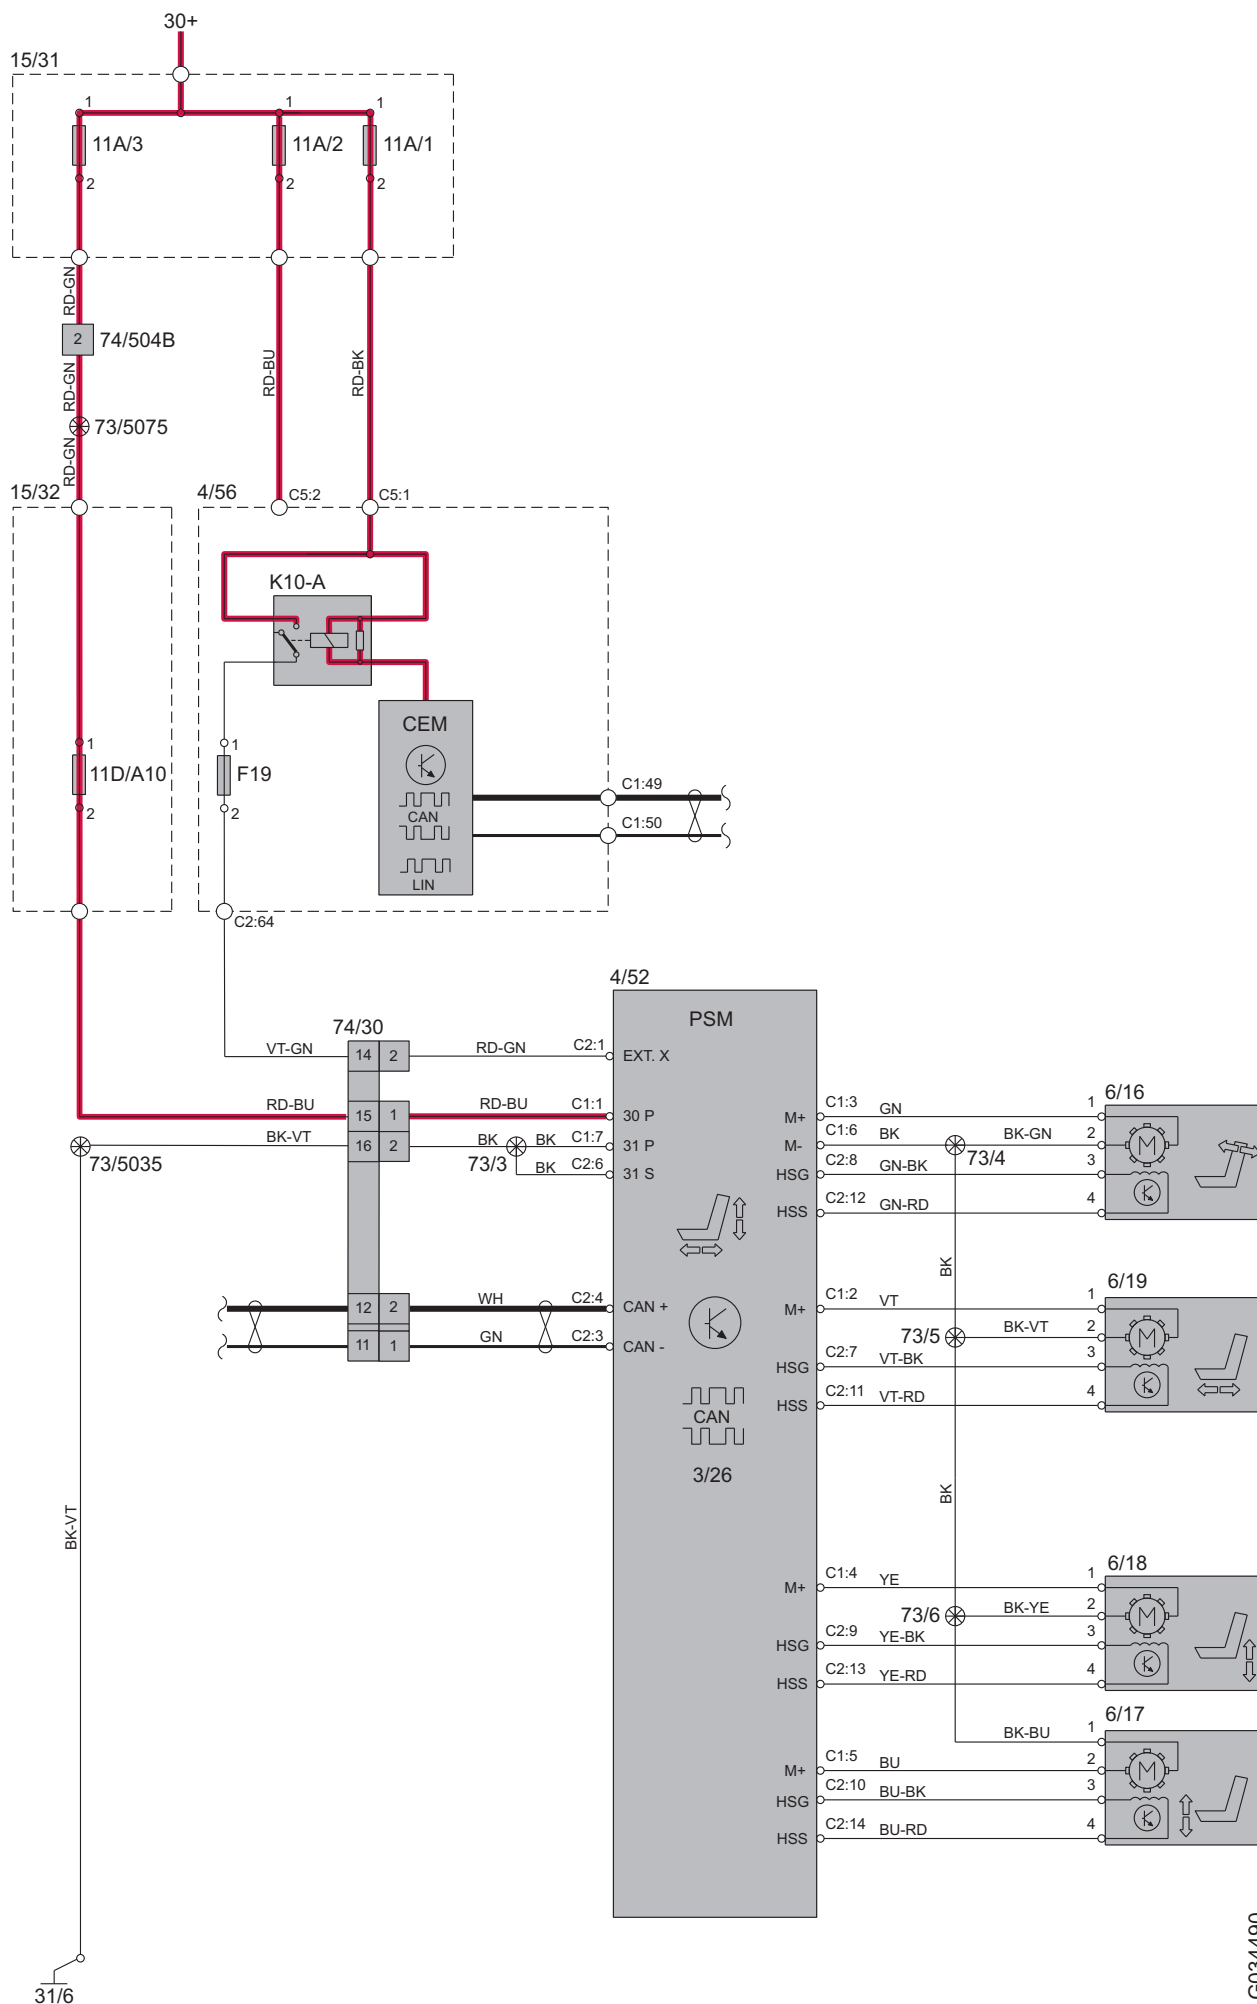 30+
15/31
1 1 1
11A/3 11A/2 11A/1
2 2 2
RD-GN
2 74/504B
RD-GN RD-BU RD-BK
73/5075
RD-GN
15/32 4/56 C5:2 C5:1
K10-A
CEM
1 1
11D/A10 F19
2 2
CAN
LIN
C1:49
C1:50
C2:64
4/52
PSM
74/30
VT-GN 14 2 RD-GN C2:1 EXT. X
RD-BU 15 1 RD-BU C1:1 30 P
BK-VT 16 2 BK BK C1:7 31 P
73/5035 73/3 BK C2:6 31 S
12 2 WH C2:4 CAN +
11 1 GN C2:3 CAN -
CAN
3/26
6/16
M+ C1:3 GN 1
M- C1:6 BK BK-GN 2 M
73/4
HSG C2:8 GN-BK 3
HSS C2:12 GN-RD 4
BK
6/19
M+ C1:2 VT 1
73/5 BK-VT 2 M
HSG C2:7 VT-BK 3
HSS C2:11 VT-RD 4
BK
BK-VT
6/18
M+ C1:4 YE 1
73/6 BK-YE 2 M
HSG C2:9 YE-BK 3
HSS C2:13 YE-RD 4
6/17
BK-BU 1
M+ C1:5 BU 2 M
HSG C2:10 BU-BK 3
HSS C2:14 BU-RD 4
31/6
G034490